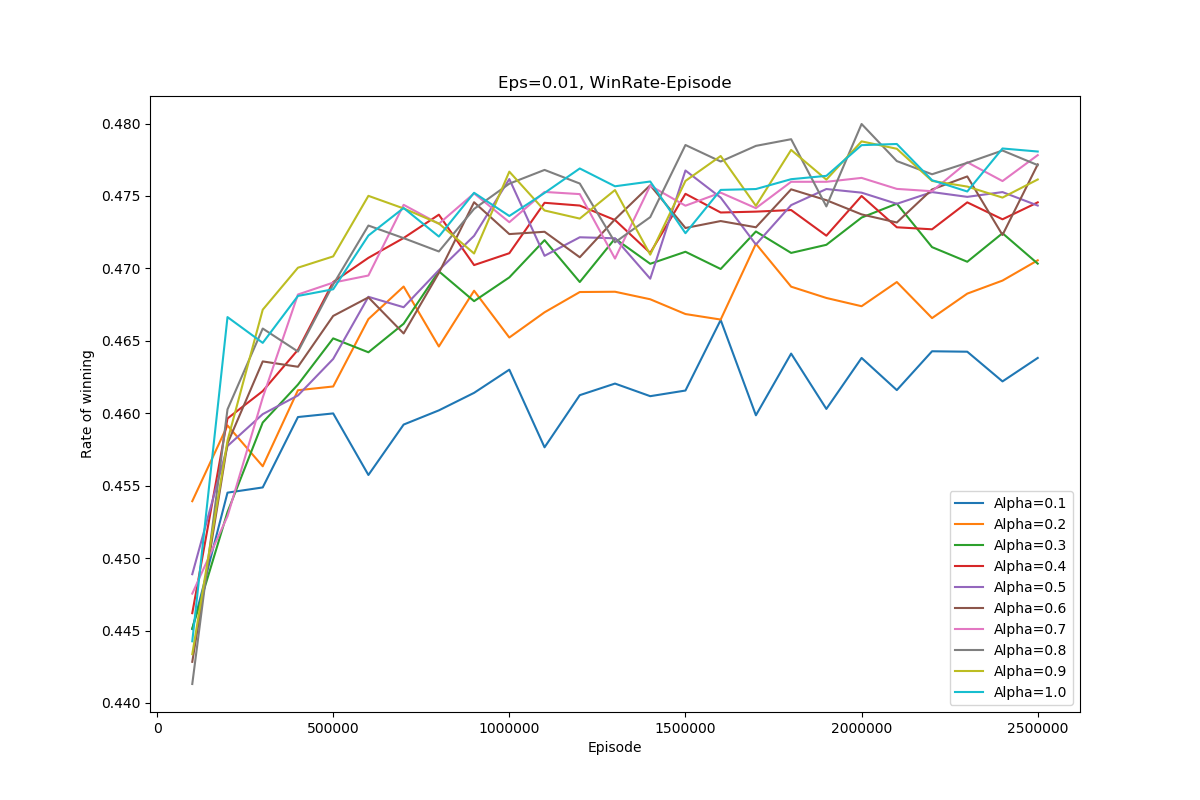 Eps=0.01, WinRate-Episode
0.480
0.475
0.470
0.465
0.460
0.455
0.450
0.445
0.440
Rate of winning
Alpha=0.1
Alpha=0.2
Alpha=0.3
Alpha=0.4
Alpha=0.5
Alpha=0.6
Alpha=0.7
Alpha=0.8
Alpha=0.9
Alpha=1.0
0 500000 1000000 1500000 2000000 2500000
Episode